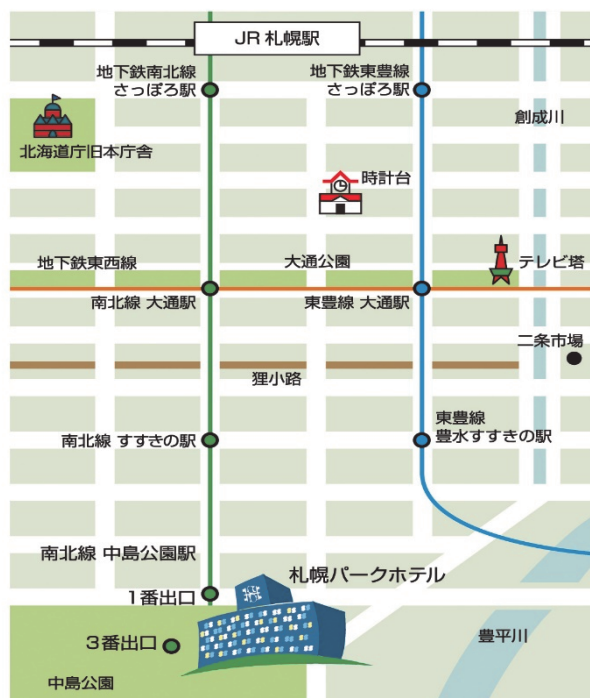 JR 札幌駅
地下鉄南北線
さっぽろ駅
地下鉄東豊線
さっぽろ駅
創成川
北海道庁旧本庁舎
時計台
地下鉄東西線
大通公園
テレビ塔
南北線 大通駅
東豊線 大通駅
二条市場
狸小路
南北線 すすきの駅
東豊線
豊水すすきの駅
南北線 中島公園駅
札幌パークホテル
1番出口
3番出口
豊平川
中島公園